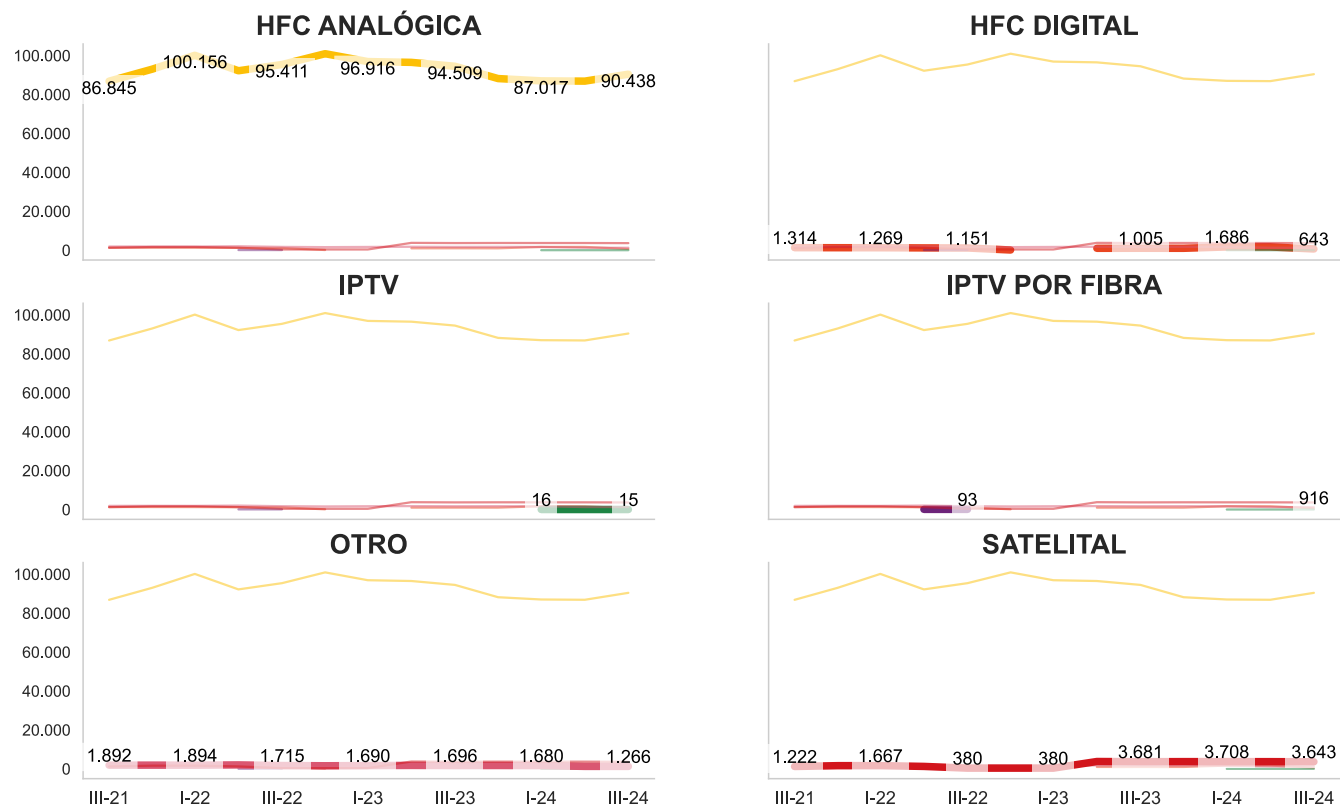 HFC ANALÓGICA
100.000
80.000
60.000
40.000
20.000
0
86.845
100.156
95.411
96.916
94.509
87.017
90.438
HFC DIGITAL
1.314
1.269
1.151
1.005
1.686
643
IPTV
100.000
80.000
60.000
40.000
20.000
0
16
15
IPTV POR FIBRA
93
916
OTRO
100.000
80.000
60.000
40.000
20.000
0
1.892
1.894
1.715
1.690
1.696
1.680
1.266
III-21
I-22
III-22
I-23
III-23
I-24
III-24
SATELITAL
1.222
1.667
380
380
3.681
3.708
3.643
III-21
I-22
III-22
I-23
III-23
I-24
III-24